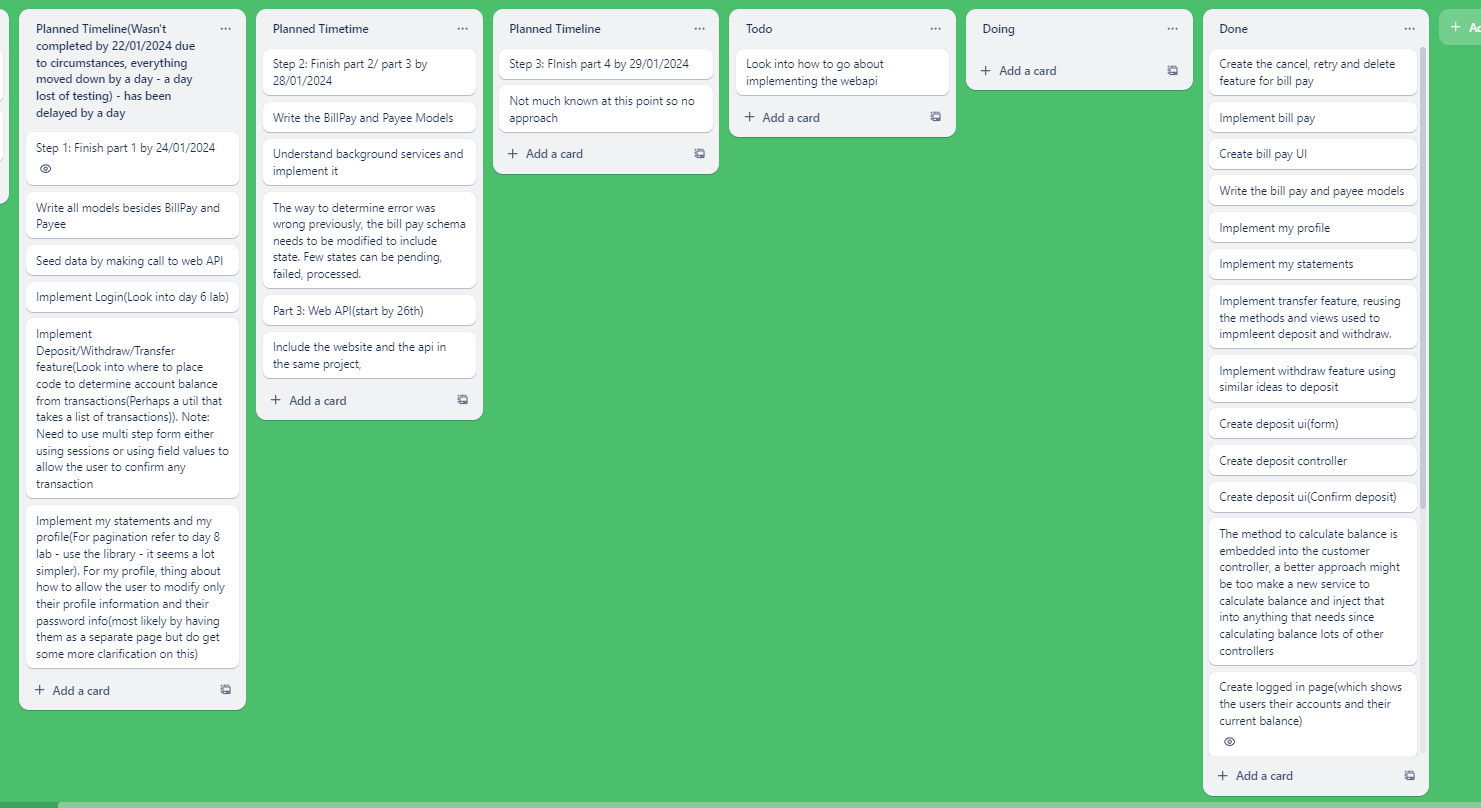 Planned Timeline(Wasn't
completed by 22/01/2024 due
to circumstances, everything
moved down by a day - a day
lost of testing) - has been
delayed by a day
Step 1: Finish part 1 by 24/01/2024
Write all models besides BillPay and
Payee
Seed data by making call to web API
Implement Login(Look into day 6 lab)
Implement
Deposit/Withdraw/Transfer
feature(Look into where to place
code to determine account balance
from transactions(Perhaps a util that
takes a list of transactions)). Note:
Need to use multi step form either
using sessions or using field values to
allow the user to confirm any
transaction
Implement my statements and my
profile(For pagination refer to day 8
lab - use the library - it seems a lot
simpler). For my profile, thing about
how to allow the user to modify only
their profile information and their
password info(most likely by having
them as a separate page but do get
some more clarification on this)
+ Add a card
Planned Timetime
Step 2: Finish part 2/ part 3 by
28/01/2024
Write the BillPay and Payee Models
Understand background services and
implement it
The way to determine error was
wrong previously, the bill pay schema
needs to be modified to include
state. Few states can be pending,
failed, processed.
Part 3: Web API(start by 26th)
Include the website and the api in
the same project,
+ Add a card
Planned Timeline
Step 3: FInish part 4 by 29/01/2024
Not much known at this point so no
approach
+ Add a card
Todo
Look into how to go about
implementing the webapi
+ Add a card
Doing
+ Add a card
Done
Create the cancel, retry and delete
feature for bill pay
Implement bill pay
Create bill pay UI
Write the bill pay and payee models
Implement my profile
Implement my statements
Implement transfer feature, reusing
the methods and views used to
impmleent deposit and withdraw.
Implement withdraw feature using
similar ideas to deposit
Create deposit ui(form)
Create deposit controller
Create deposit ui(Confirm deposit)
The method to calculate balance is
embedded into the customer
controller, a better approach might
be too make a new service to
calculate balance and inject that
into anything that needs since
calculating balance lots of other
controllers
Create logged in page(which shows
the users their accounts and their
current balance)
+ Add a card